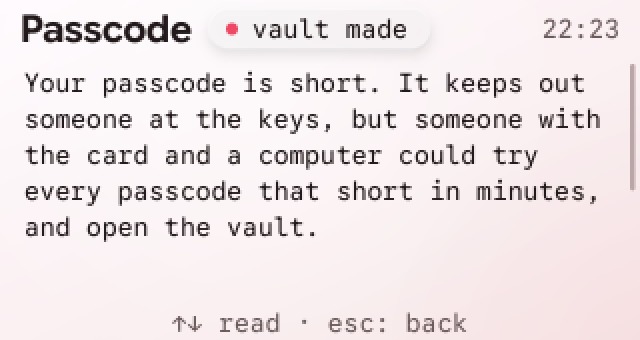 Passcode vault made 22:23
Your passcode is short. It keeps out
someone at the keys, but someone with
the card and a computer could try
every passcode that short in minutes,
and open the vault.
↑↓ read · esc: back